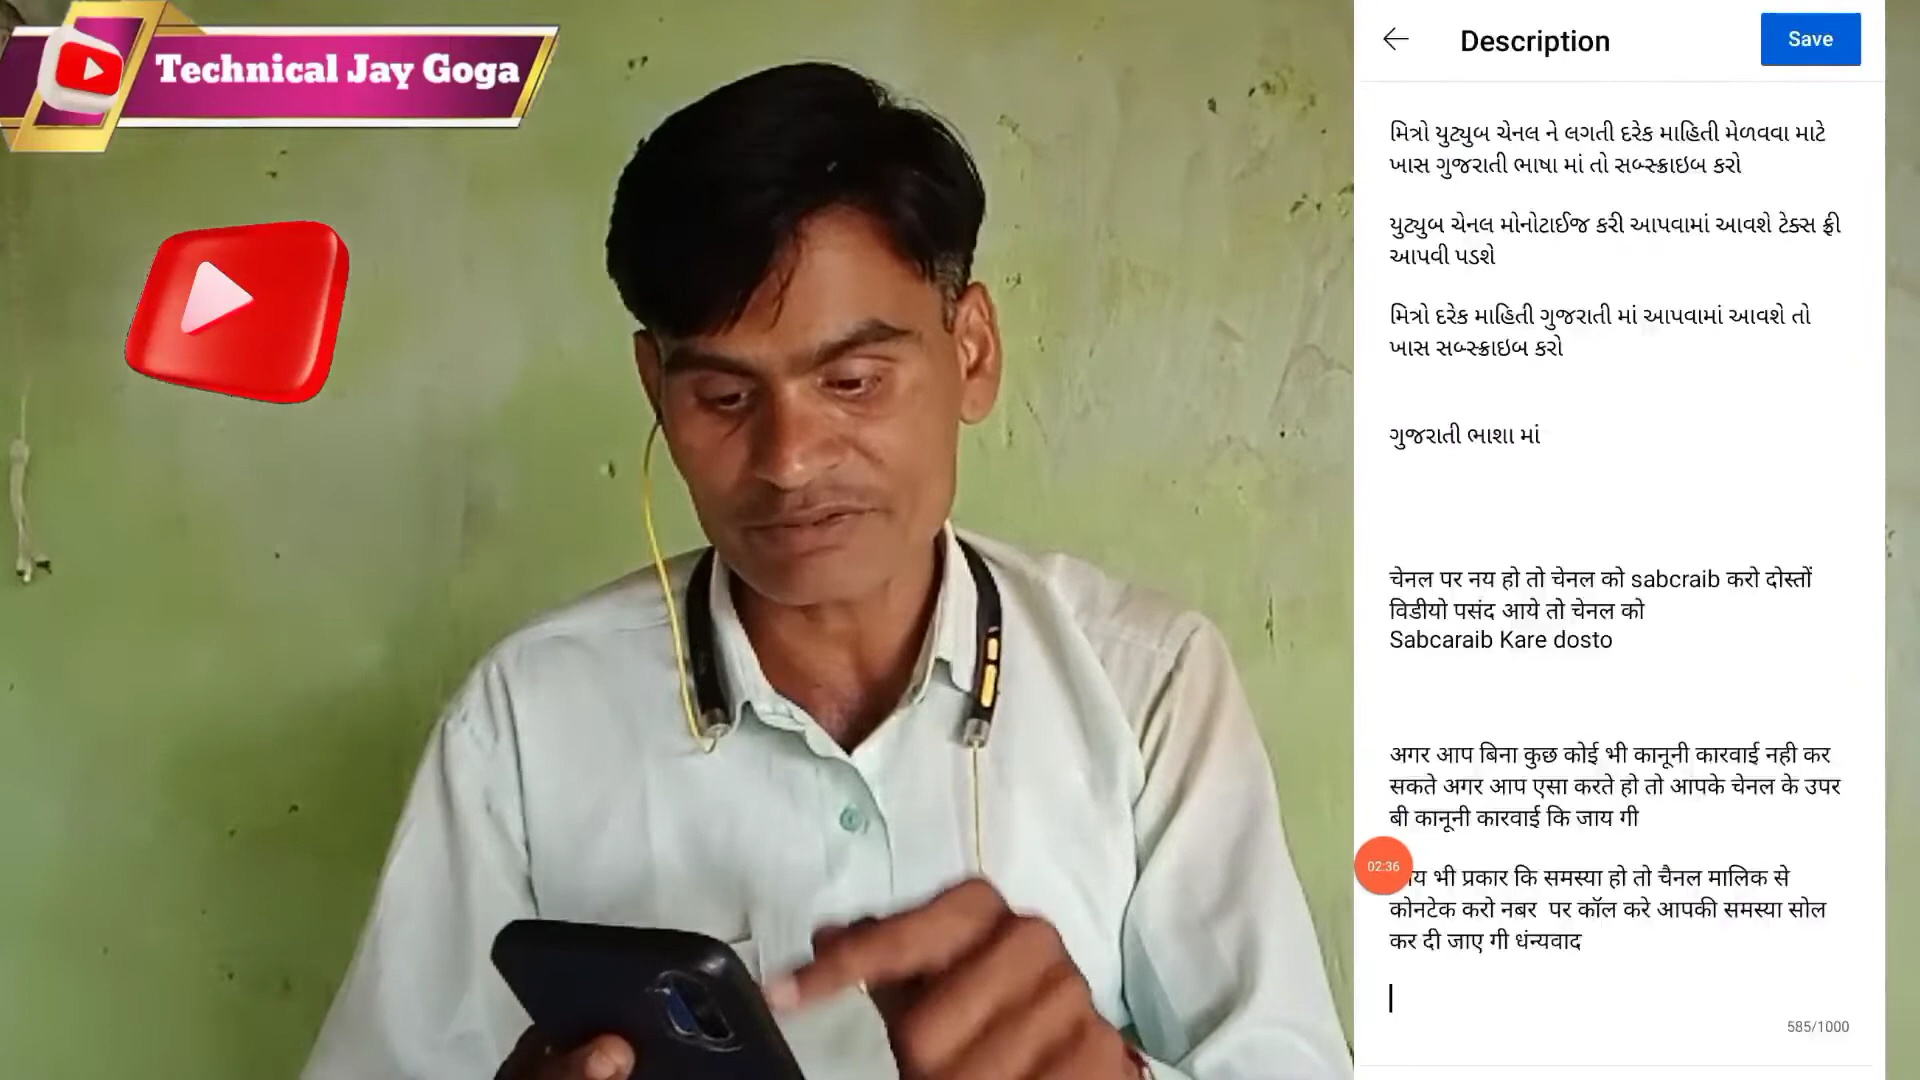 Technical Jay Goga
Description
Save
મિત્રો યુટ્યુબ ચેનલ ને લગતી દરેક માહિતી મેળવવા માટે
ખાસ ગુજરાતી ભાષા માં તો સબ્સ્ક્રાઇબ કરો
યુટ્યુબ ચેનલ મોનોટાઈજ કરી આપવામાં આવશે ટેક્સ ફ્રી
આપવી પડશે
મિત્રો દરેક માહિતી ગુજરાતી માં આપવામાં આવશે તો
ખાસ સબ્સ્ક્રાઇબ કરો
ગુજરાતી ભાશા માં
चेनल पर नय हो तो चेनल को sabcraib करो दोस्तों
विडीयो पसंद आये तो चेनल को
Sabcaraib Kare dosto
अगर आप बिना कुछ कोई भी कानूनी कारवाई नही कर
सकते अगर आप एसा करते हो तो आपके चेनल के उपर
बी कानूनी कारवाई कि जाय गी
02:36
भी प्रकार कि समस्या हो तो चैनल मालिक से
कोनटेक करो नबर पर कॉल करे आपकी समस्या सोल
कर दी जाए गी धंन्यवाद
585/1000